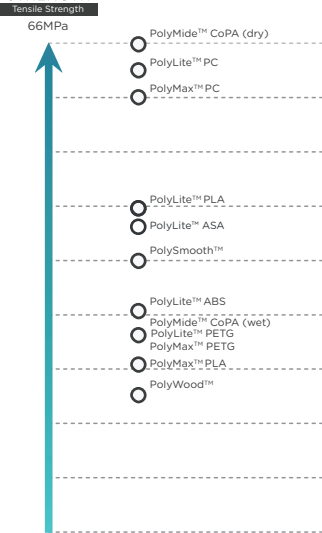 Tensile Strength
66MPa
PolyMide™ CoPA (dry)
PolyLite™ PC
PolyMax™ PC
PolyLite™ PLA
PolyLite™ ASA
PolySmooth™
PolyLite™ ABS
PolyMide™ CoPA (wet)
PolyLite™ PETG
PolyMax™ PETG
PolyMax™ PLA
PolyWood™